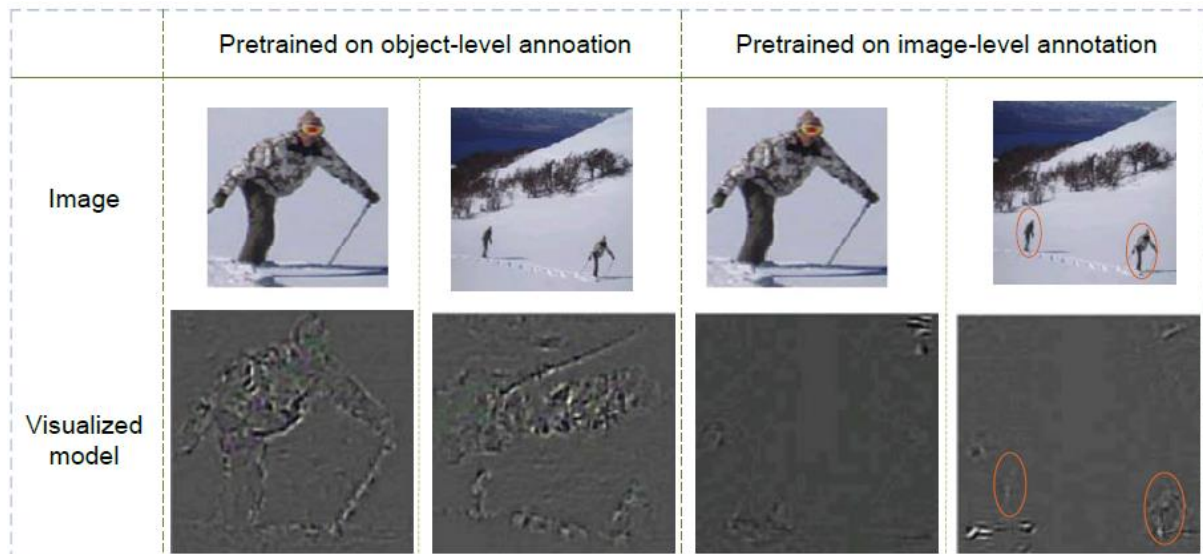 Pretrained on object-level annoation
Pretrained on image-level annotation
Image
Visualized
model